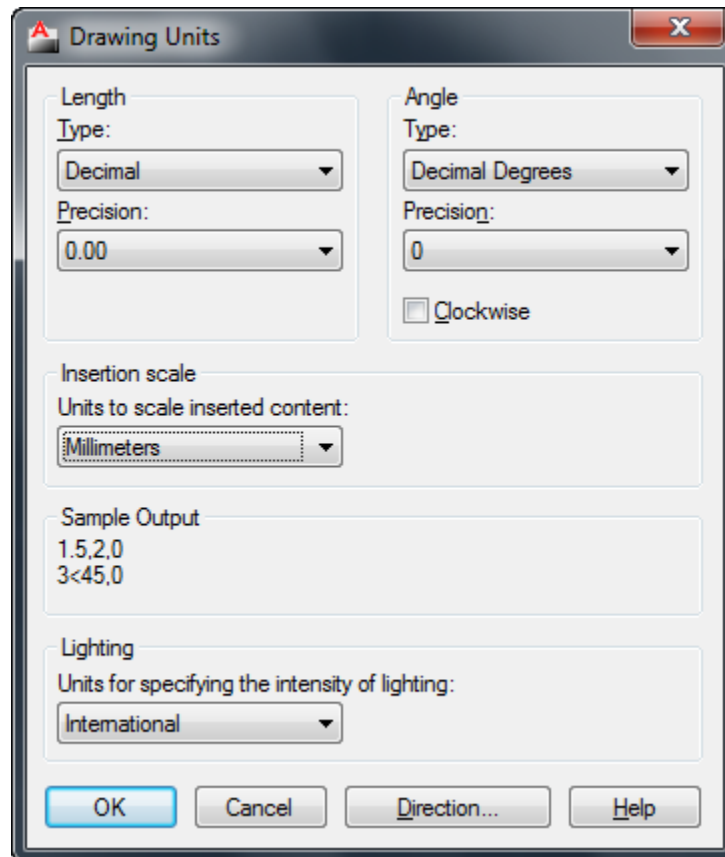 Drawing Units
Length
Type:
Decimal
Precision:
0.00
Angle
Type:
Decimal Degrees
Precision:
0
Clockwise
Insertion scale
Units to scale inserted content:
Millimeters
Sample Output
1.5,2,0
3<45,0
Lighting
Units for specifying the intensity of lighting:
International
OK Cancel Direction... Help